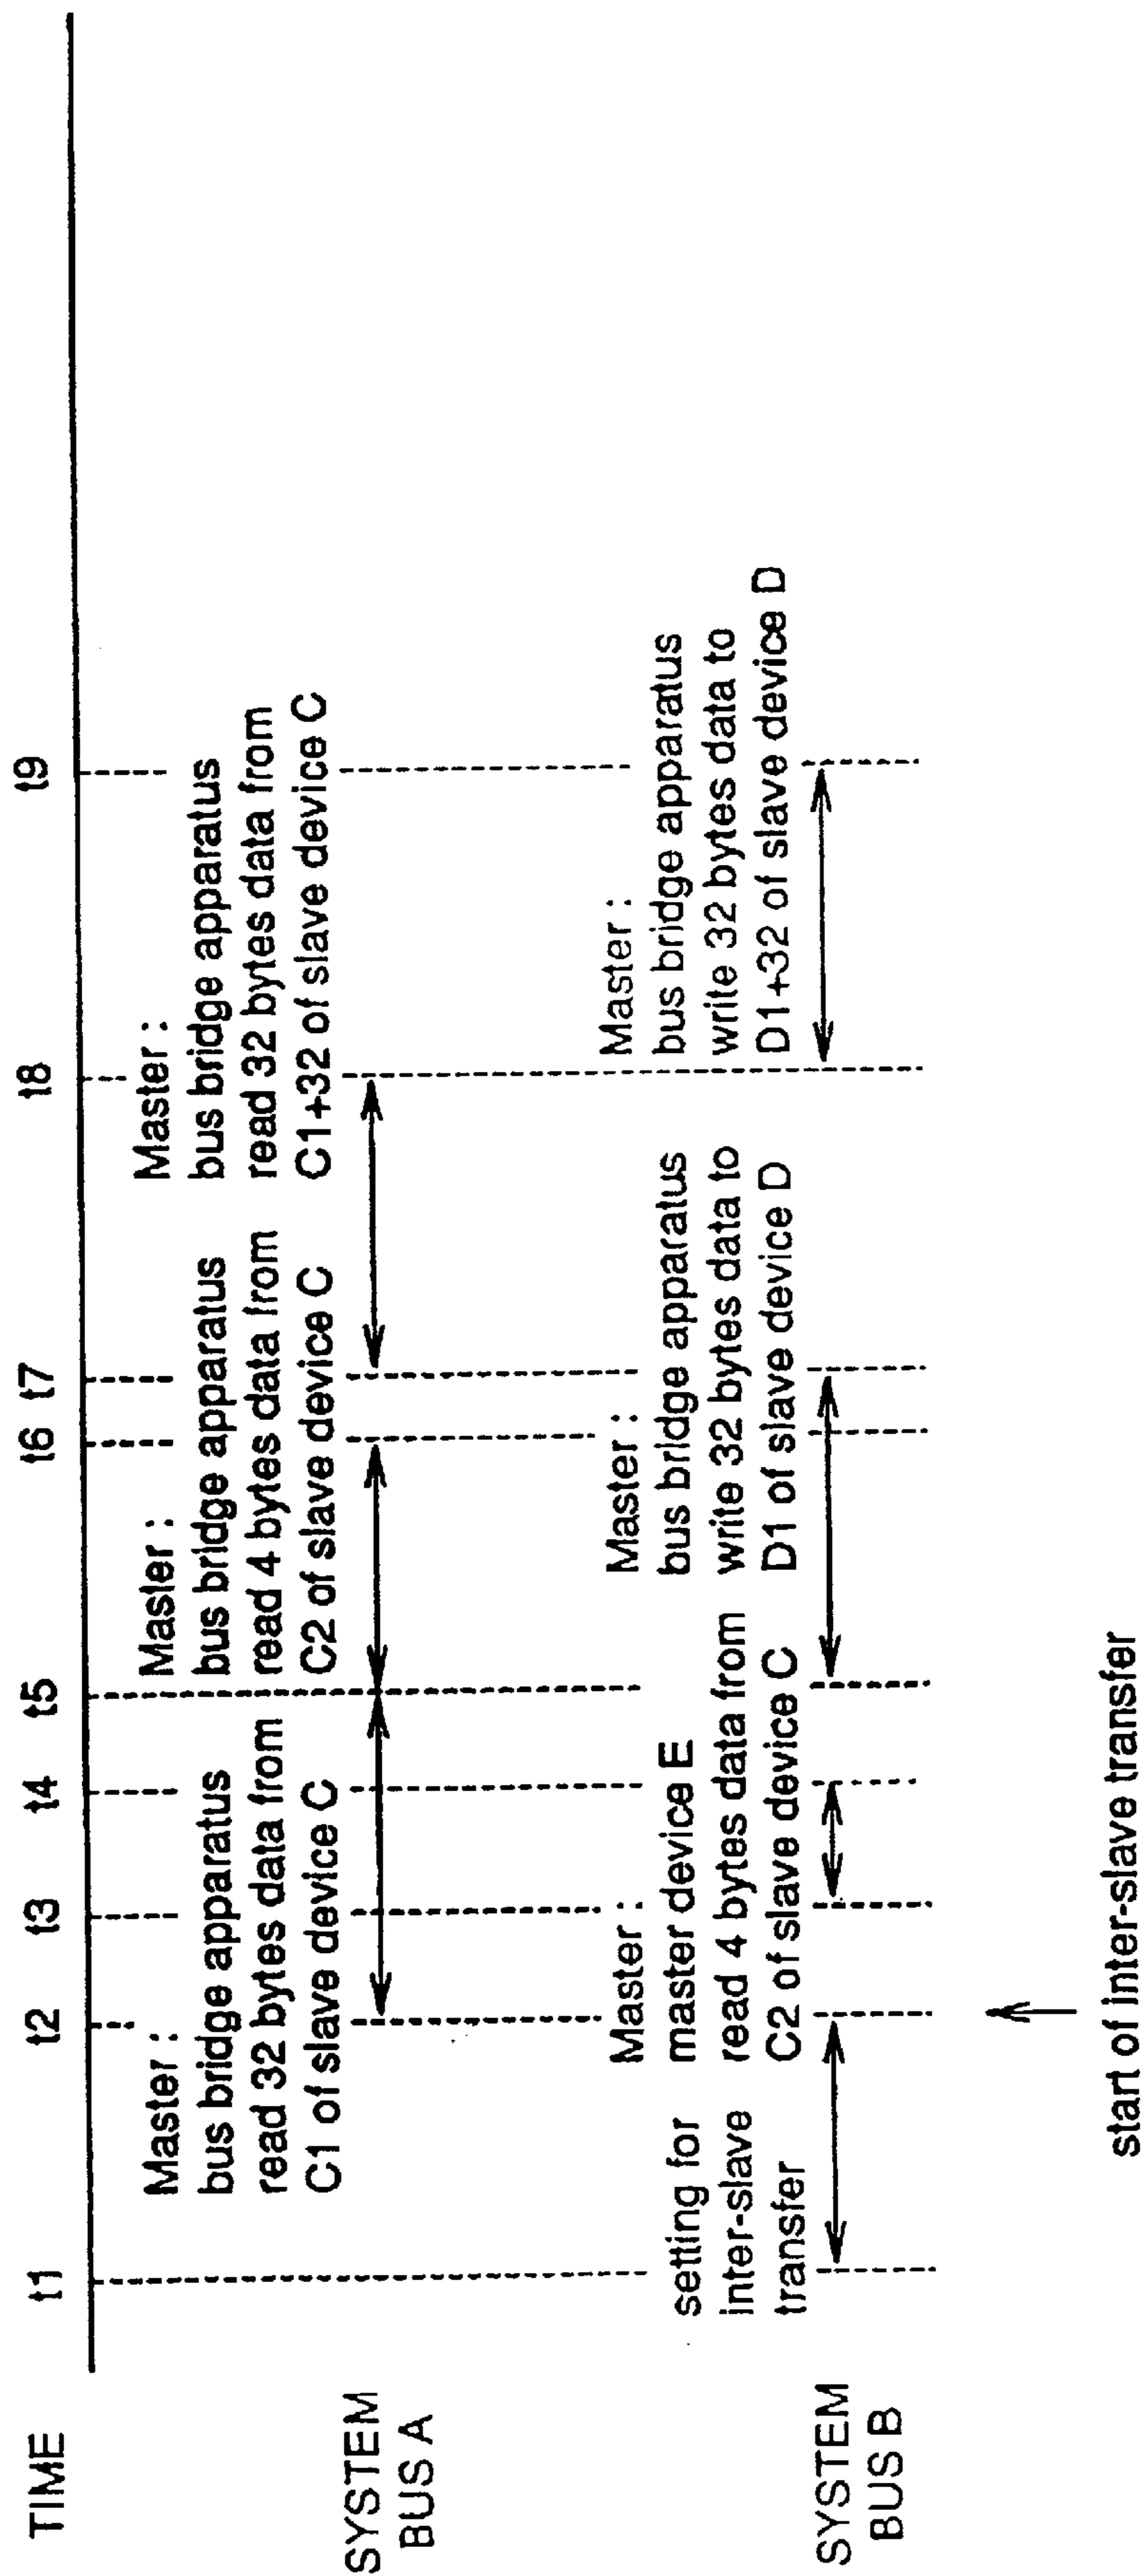 TIME
t1
t2
t3
t4
t5
t6
t7
t8
t9
SYSTEM
BUS A
Master :
bus bridge apparatus
read 32 bytes data from
C1 of slave device C
Master :
bus bridge apparatus
read 4 bytes data from
C2 of slave device C
Master :
bus bridge apparatus
read 32 bytes data from
C1+32 of slave device C
SYSTEM
BUS B
setting for
inter-slave
transfer
Master :
master device E
read 4 bytes data from
C2 of slave device C
Master :
bus bridge apparatus
write 32 bytes data to
D1 of slave device D
Master :
bus bridge apparatus
write 32 bytes data to
D1+32 of slave device D
start of inter-slave transfer